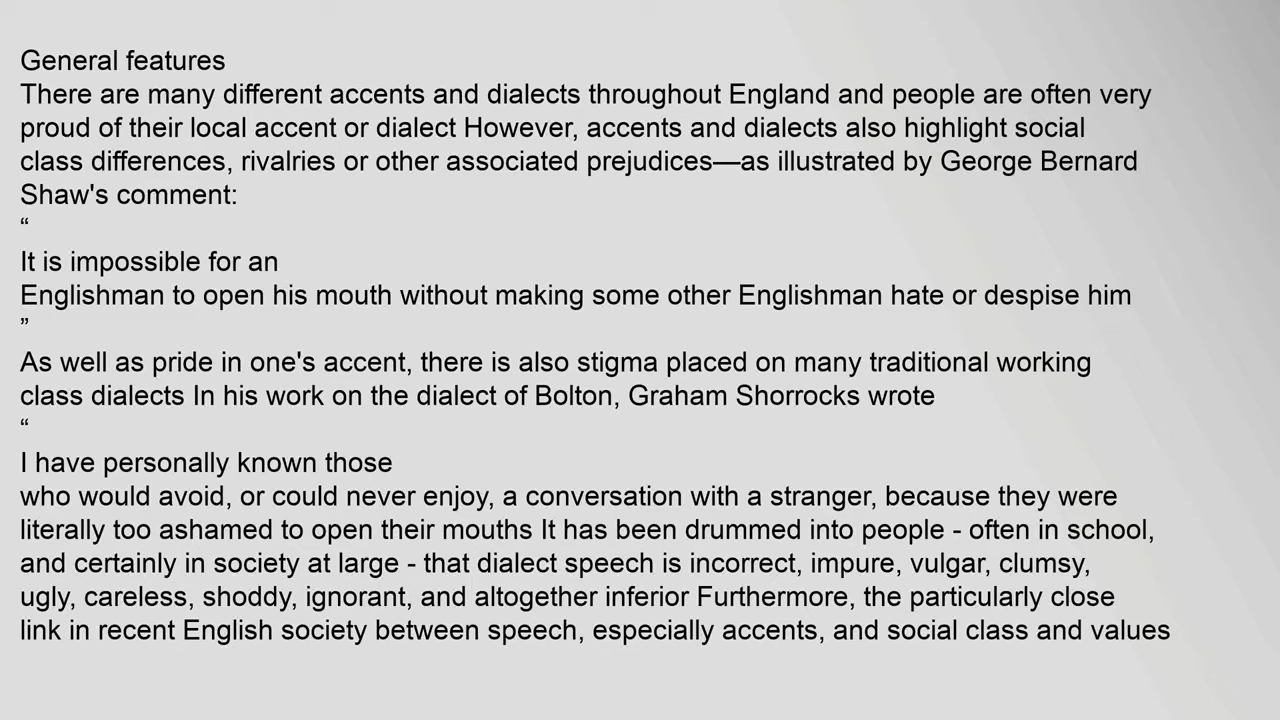 General features
There are many different accents and dialects throughout England and people are often very
proud of their local accent or dialect However, accents and dialects also highlight social
class differences, rivalries or other associated prejudices—as illustrated by George Bernard
Shaw's comment:
“
It is impossible for an
Englishman to open his mouth without making some other Englishman hate or despise him
”
As well as pride in one's accent, there is also stigma placed on many traditional working
class dialects In his work on the dialect of Bolton, Graham Shorrocks wrote
“
I have personally known those
who would avoid, or could never enjoy, a conversation with a stranger, because they were
literally too ashamed to open their mouths It has been drummed into people - often in school,
and certainly in society at large - that dialect speech is incorrect, impure, vulgar, clumsy,
ugly, careless, shoddy, ignorant, and altogether inferior Furthermore, the particularly close
link in recent English society between speech, especially accents, and social class and values